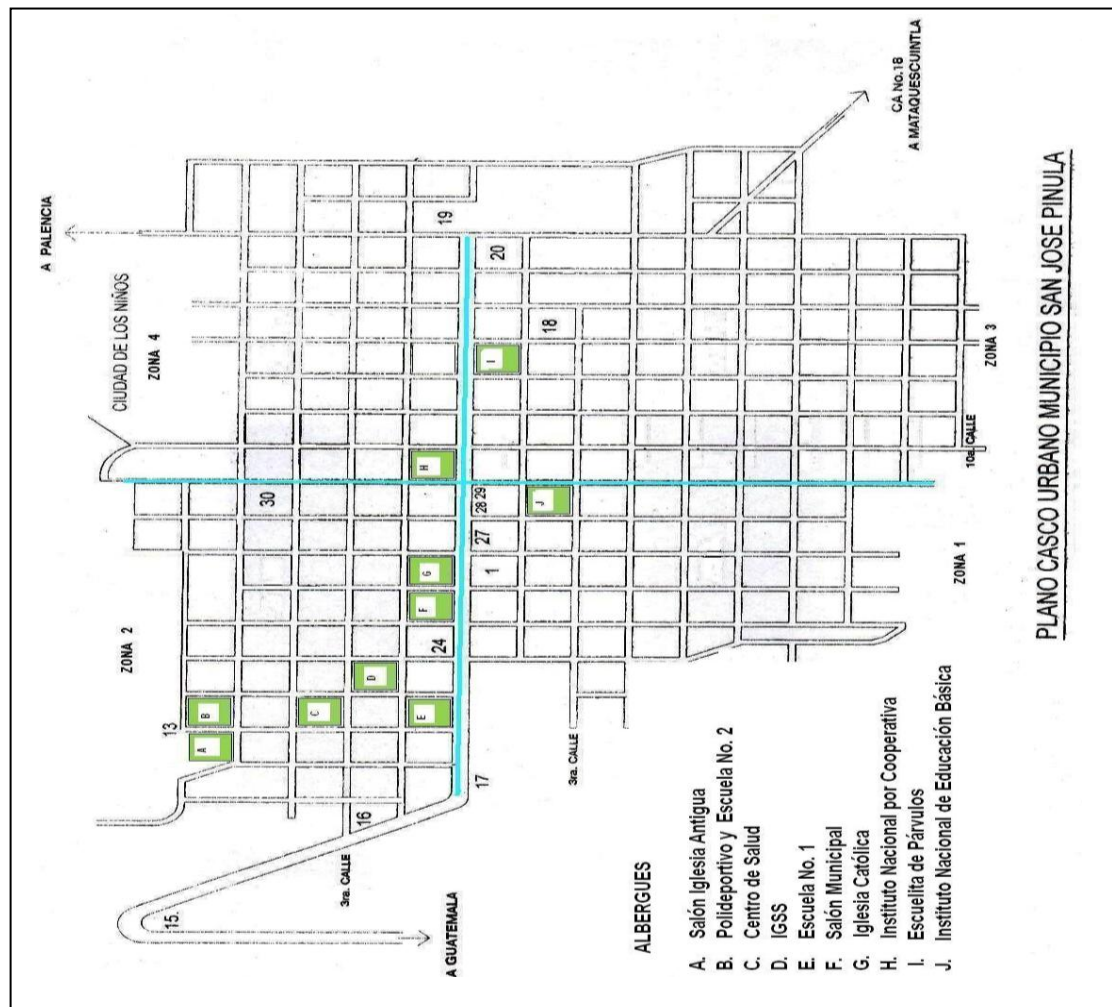 A PALENCIA
CIUDAD DE LOS NIÑOS
ZONA 4
ZONA 2
CA No.18
A MATAQUESCUINTLA
13
30
19
20
18
A
B
C
D
E
F
G
H
I
J
24
1
27
28 29
17
16
15.
3ra. CALLE
3ra. CALLE
10a. CALLE
A GUATEMALA
ZONA 1
ZONA 3
ALBERGUES
A. Salón Iglesia Antigua
B. Polideportivo y Escuela No. 2
C. Centro de Salud
D. IGSS
E. Escuela No. 1
F. Salón Municipal
G. Iglesia Católica
H. Instituto Nacional por Cooperativa
I. Escuelita de Párvulos
J. Instituto Nacional de Educación Básica
PLANO CASCO URBANO MUNICIPIO SAN JOSE PINULA